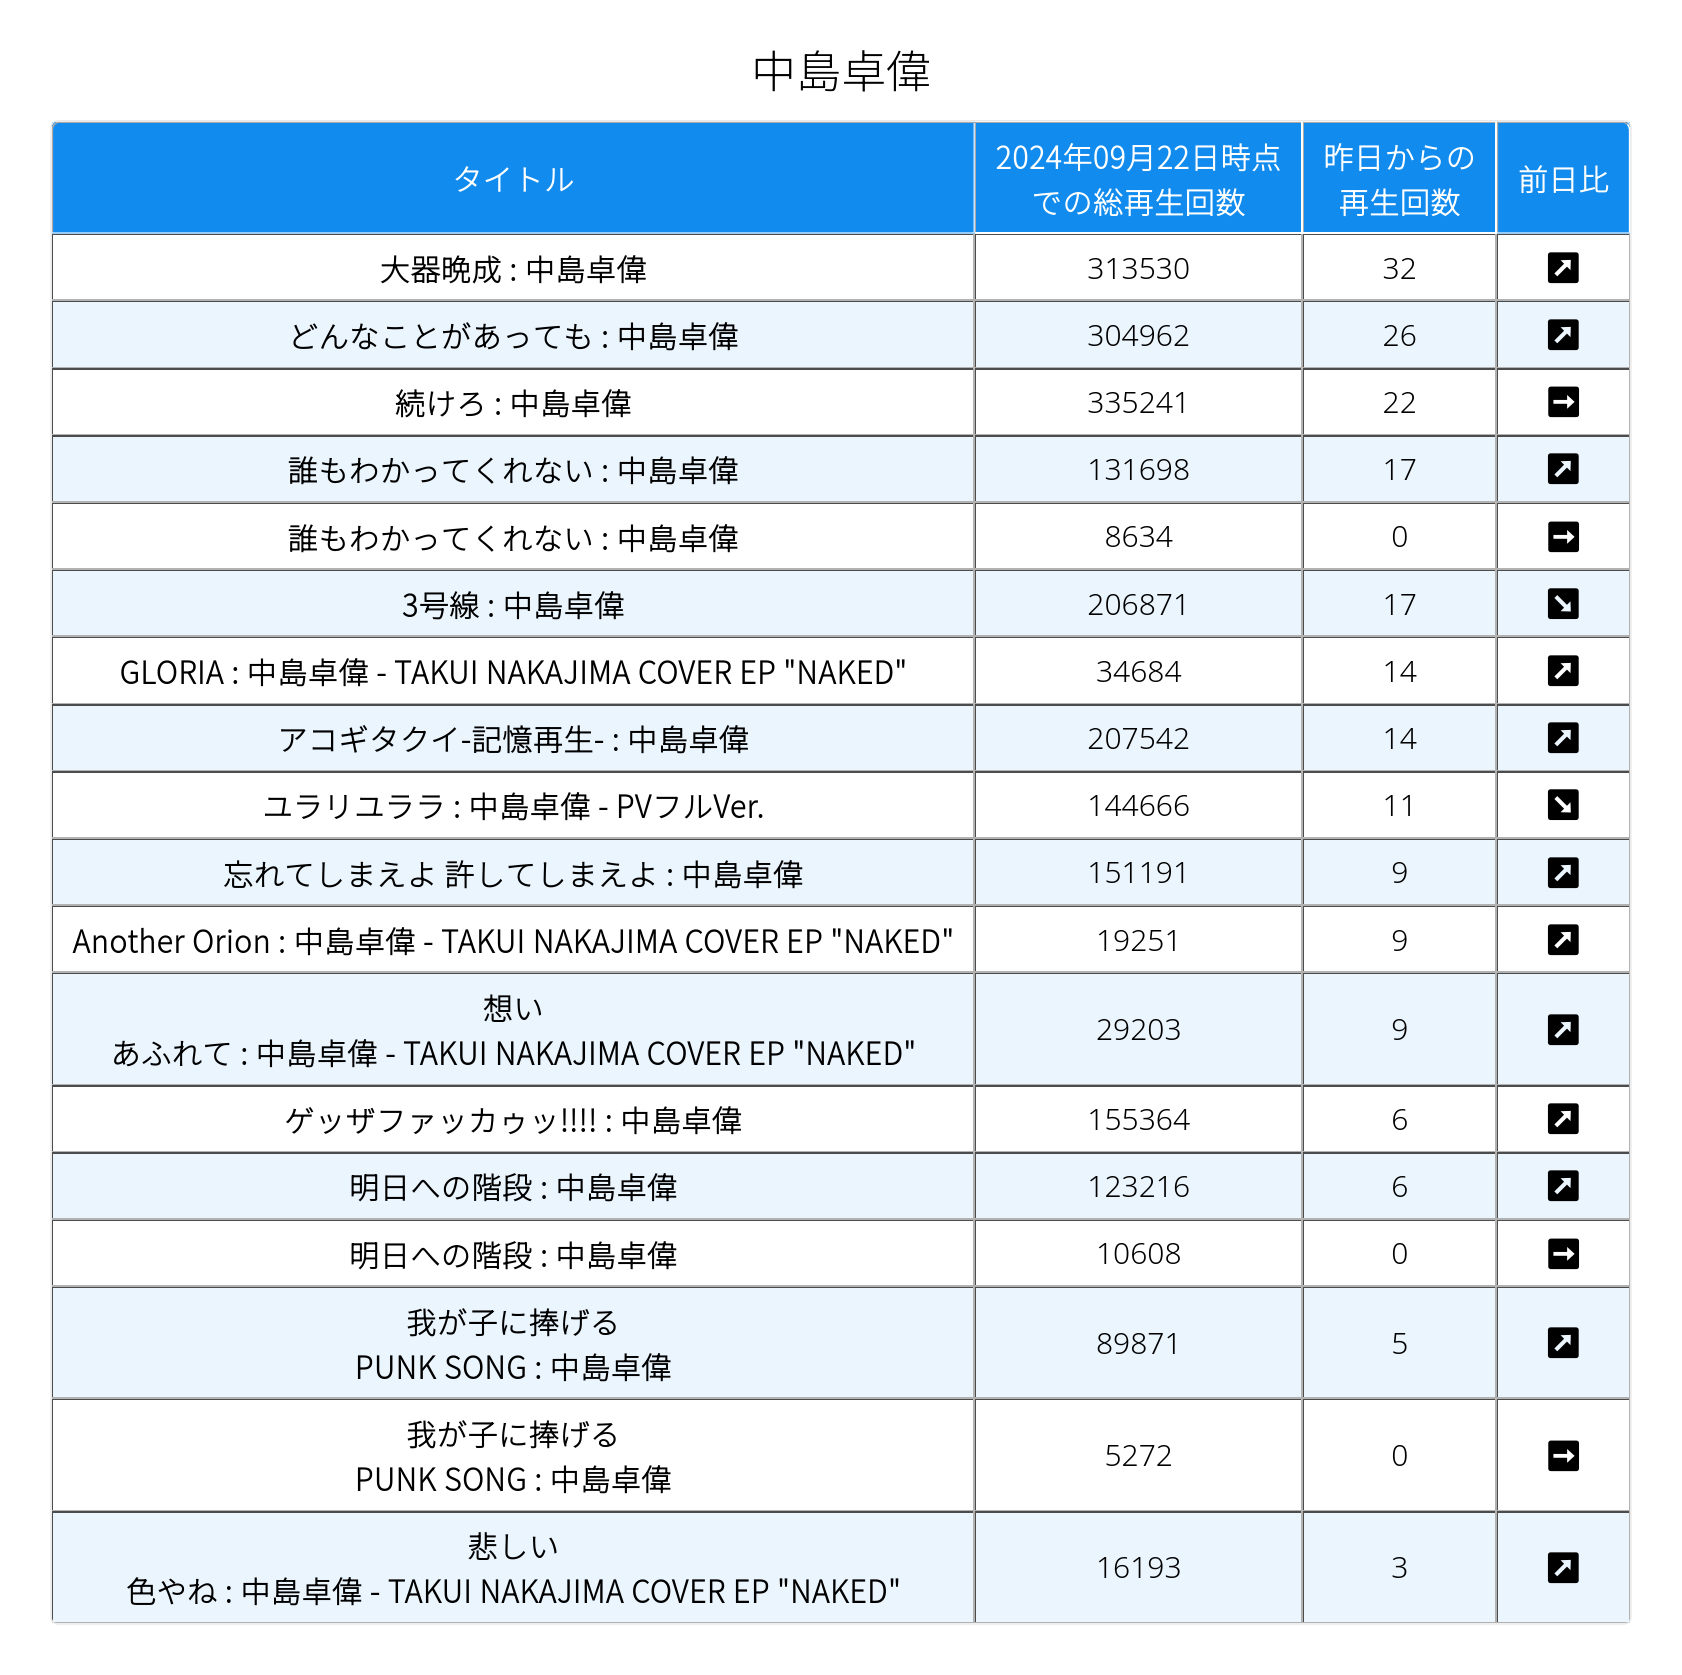 中島卓偉
タイトル
2024年09月22日時点
での総再生回数
昨日からの
再生回数
前日比
大器晩成 : 中島卓偉 313530 32
どんなことがあっても : 中島卓偉 304962 26
続けろ : 中島卓偉 335241 22
誰もわかってくれない : 中島卓偉 131698 17
誰もわかってくれない : 中島卓偉 8634 0
3号線 : 中島卓偉 206871 17
GLORIA : 中島卓偉 - TAKUI NAKAJIMA COVER EP "NAKED" 34684 14
アコギタクイ-記憶再生- : 中島卓偉 207542 14
ユラリユララ : 中島卓偉 - PVフルVer. 144666 11
忘れてしまえよ 許してしまえよ : 中島卓偉 151191 9
Another Orion : 中島卓偉 - TAKUI NAKAJIMA COVER EP "NAKED" 19251 9
想い
あふれて : 中島卓偉 - TAKUI NAKAJIMA COVER EP "NAKED" 29203 9
ゲッザファッカゥッ!!!! : 中島卓偉 155364 6
明日への階段 : 中島卓偉 123216 6
明日への階段 : 中島卓偉 10608 0
我が子に捧げる
PUNK SONG : 中島卓偉 89871 5
我が子に捧げる
PUNK SONG : 中島卓偉 5272 0
悲しい
色やね : 中島卓偉 - TAKUI NAKAJIMA COVER EP "NAKED" 16193 3